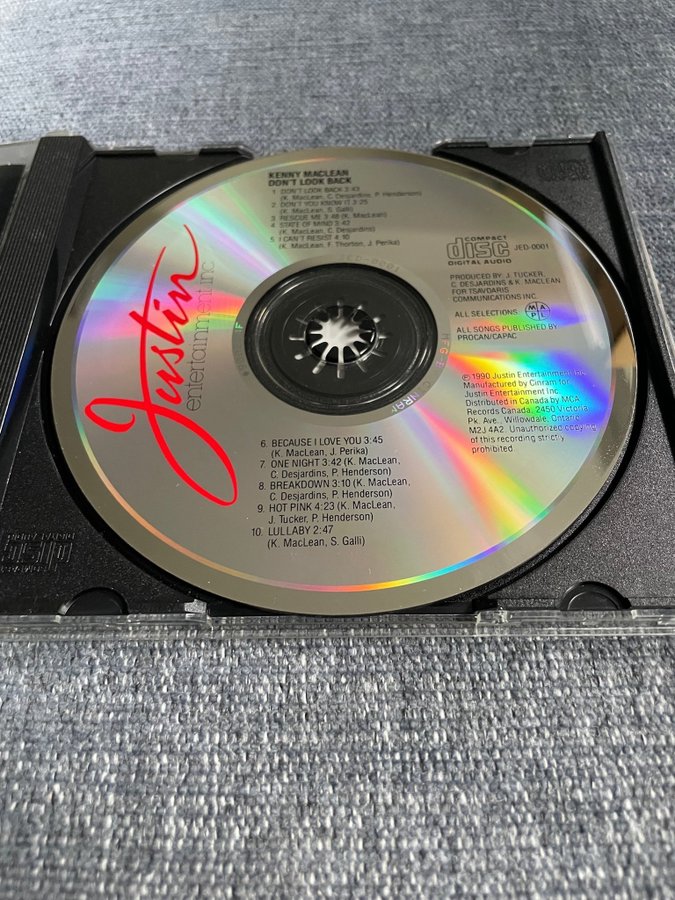 KENNY MACLEAN
DON'T LOOK BACK
1 DON'T LOOK BACK 3:43
(K. MacLean, C. Desjardins, P. Henderson)
2 DON'T YOU KNOW IT 3:25
(K. MacLean, S. Galli)
3 RESCUE ME 3:48 (K. MacLean)
4 STATE OF MIND 3:42
(K. MacLean, C. Desjardins)
5 I CAN'T RESIST 4:10
(K. MacLean, F. Thornton, J. Perika)
COMPACT
disc
DIGITAL AUDIO
JED-0001
PRODUCED BY: J. TUCKER,
C. DESJARDINS & K. MACLEAN
FOR TSAVDARIS
COMMUNICATIONS INC.
ALL SELECTIONS
M A P L
ALL SONGS PUBLISHED BY
PROCAN/CAPAC
Justin
entertainment inc
℗ 1990 Justin Entertainment Inc.
Manufactured by Cinram for
Justin Entertainment Inc.
Distributed in Canada by MCA
Records Canada, 2450 Victoria
Pk. Ave., Willowdale, Ontario
M2J 4A2. Unauthorized copying
of this recording strictly
prohibited.
6. BECAUSE I LOVE YOU 3:45
(K. MacLean, J. Perika)
7 ONE NIGHT 3:42 (K. MacLean,
C. Desjardins, P. Henderson)
8 BREAKDOWN 3:10 (K. MacLean,
C. Desjardins, P. Henderson)
9 HOT PINK 4:23 (K. MacLean,
J. Tucker, P. Henderson)
10. LULLABY 2:47
(K. MacLean, S. Galli)